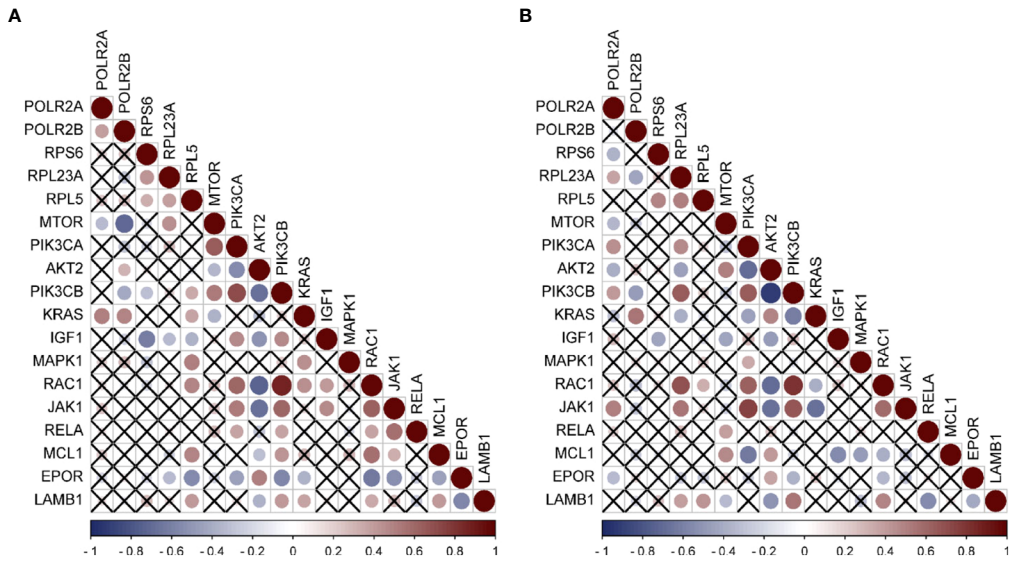 A
B
POLR2A
POLR2B
RPS6
RPL23A
RPL5
MTOR
PIK3CA
AKT2
PIK3CB
KRAS
IGF1
MAPK1
RAC1
JAK1
RELA
MCL1
EPOR
LAMB1
POLR2A
POLR2B
RPS6
RPL23A
RPL5
MTOR
PIK3CA
AKT2
PIK3CB
KRAS
IGF1
MAPK1
RAC1
JAK1
RELA
MCL1
EPOR
LAMB1
-1 -0.8 -0.6 -0.4 -0.2 0 0.2 0.4 0.6 0.8 1
POLR2A
POLR2B
RPS6
RPL23A
RPL5
MTOR
PIK3CA
AKT2
PIK3CB
KRAS
IGF1
MAPK1
RAC1
JAK1
RELA
MCL1
EPOR
LAMB1
POLR2A
POLR2B
RPS6
RPL23A
RPL5
MTOR
PIK3CA
AKT2
PIK3CB
KRAS
IGF1
MAPK1
RAC1
JAK1
RELA
MCL1
EPOR
LAMB1
-1 -0.8 -0.6 -0.4 -0.2 0 0.2 0.4 0.6 0.8 1